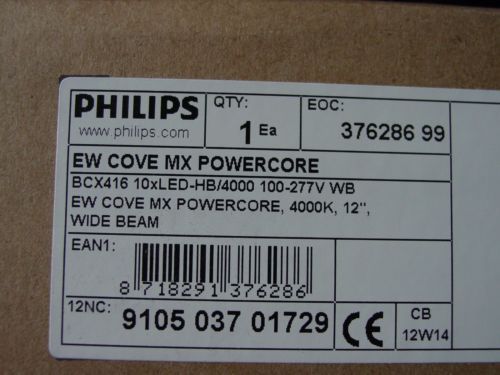 PHILIPS
www.philips.com
QTY:
1 Ea
EOC:
376286 99
EW COVE MX POWERCORE
BCX416 10xLED-HB/4000 100-277V WB
EW COVE MX POWERCORE, 4000K, 12",
WIDE BEAM
EAN1:
8 718291 376286
12NC:
9105 037 01729
CE
CB
12W14